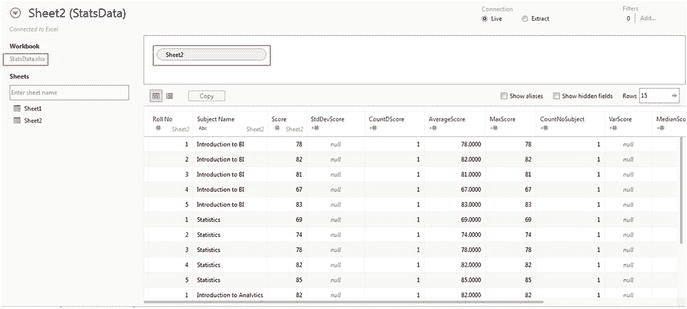 Sheet2 (StatsData)
Connected to Excel
Connection
Live Extract
Filters
0 Add...
Workbook
StatsData.xlsx
Sheets
Enter sheet name
Sheet1
Sheet2
Sheet2
Copy
Show aliases Show hidden fields Rows 15
Roll No Subject Name Score StdDevScore CountDScore AverageScore MaxScore CountNoSubject VarScore MedianSco
Sheet2 Abc Sheet2 Sheet2
1 Introduction to BI 78 null 1 78.0000 78 1 null
2 Introduction to BI 82 null 1 82.0000 82 1 null
3 Introduction to BI 81 null 1 81.0000 81 1 null
4 Introduction to BI 67 null 1 67.0000 67 1 null
5 Introduction to BI 83 null 1 83.0000 83 1 null
1 Statistics 69 null 1 69.0000 69 1 null
2 Statistics 74 null 1 74.0000 74 1 null
3 Statistics 78 null 1 78.0000 78 1 null
4 Statistics 82 null 1 82.0000 82 1 null
5 Statistics 85 null 1 85.0000 85 1 null
1 Introduction to Analytics 82 null 1 82.0000 82 1 null